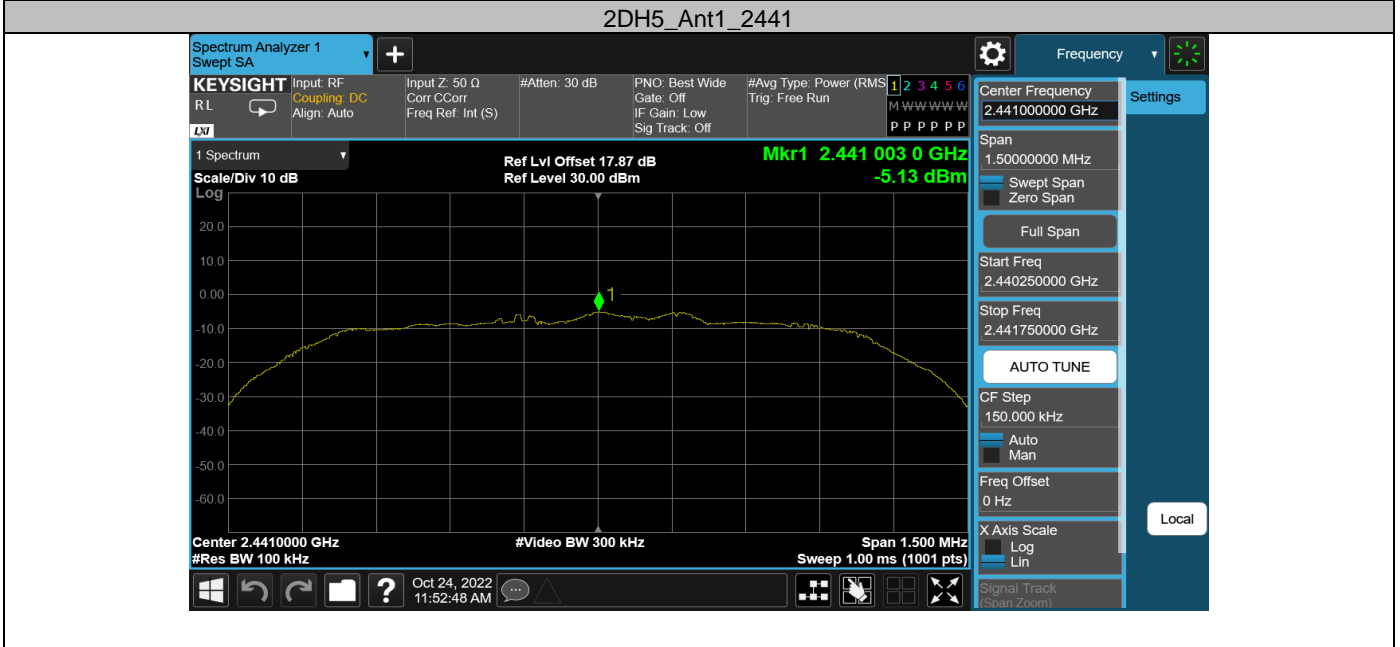 2DH5_Ant1_2441
Spectrum Analyzer 1
Swept SA
+
Frequency
KEYSIGHT
RL
LXI
Input: RF
Coupling: DC
Align: Auto
Input Z: 50 Ω
Corr CCorr
Freq Ref: Int (S)
#Atten: 30 dB
PNO: Best Wide
Gate: Off
IF Gain: Low
Sig Track: Off
#Avg Type: Power (RMS
Trig: Free Run
1 2 3 4 5 6
M W W W W W
P P P P P P
1 Spectrum
Scale/Div 10 dB
Log
Ref Lvl Offset 17.87 dB
Ref Level 30.00 dBm
Mkr1 2.441 003 0 GHz
-5.13 dBm
20.0
10.0
0.00
-10.0
-20.0
-30.0
-40.0
-50.0
-60.0
1
Center 2.4410000 GHz
#Res BW 100 kHz
#Video BW 300 kHz
Span 1.500 MHz
Sweep 1.00 ms (1001 pts)
Center Frequency
2.441000000 GHz
Settings
Span
1.50000000 MHz
Swept Span
Zero Span
Full Span
Start Freq
2.440250000 GHz
Stop Freq
2.441750000 GHz
AUTO TUNE
CF Step
150.000 kHz
Auto
Man
Freq Offset
0 Hz
X Axis Scale
Log
Lin
Local
Signal Track
(Span Zoom)
?
Oct 24, 2022
11:52:48 AM